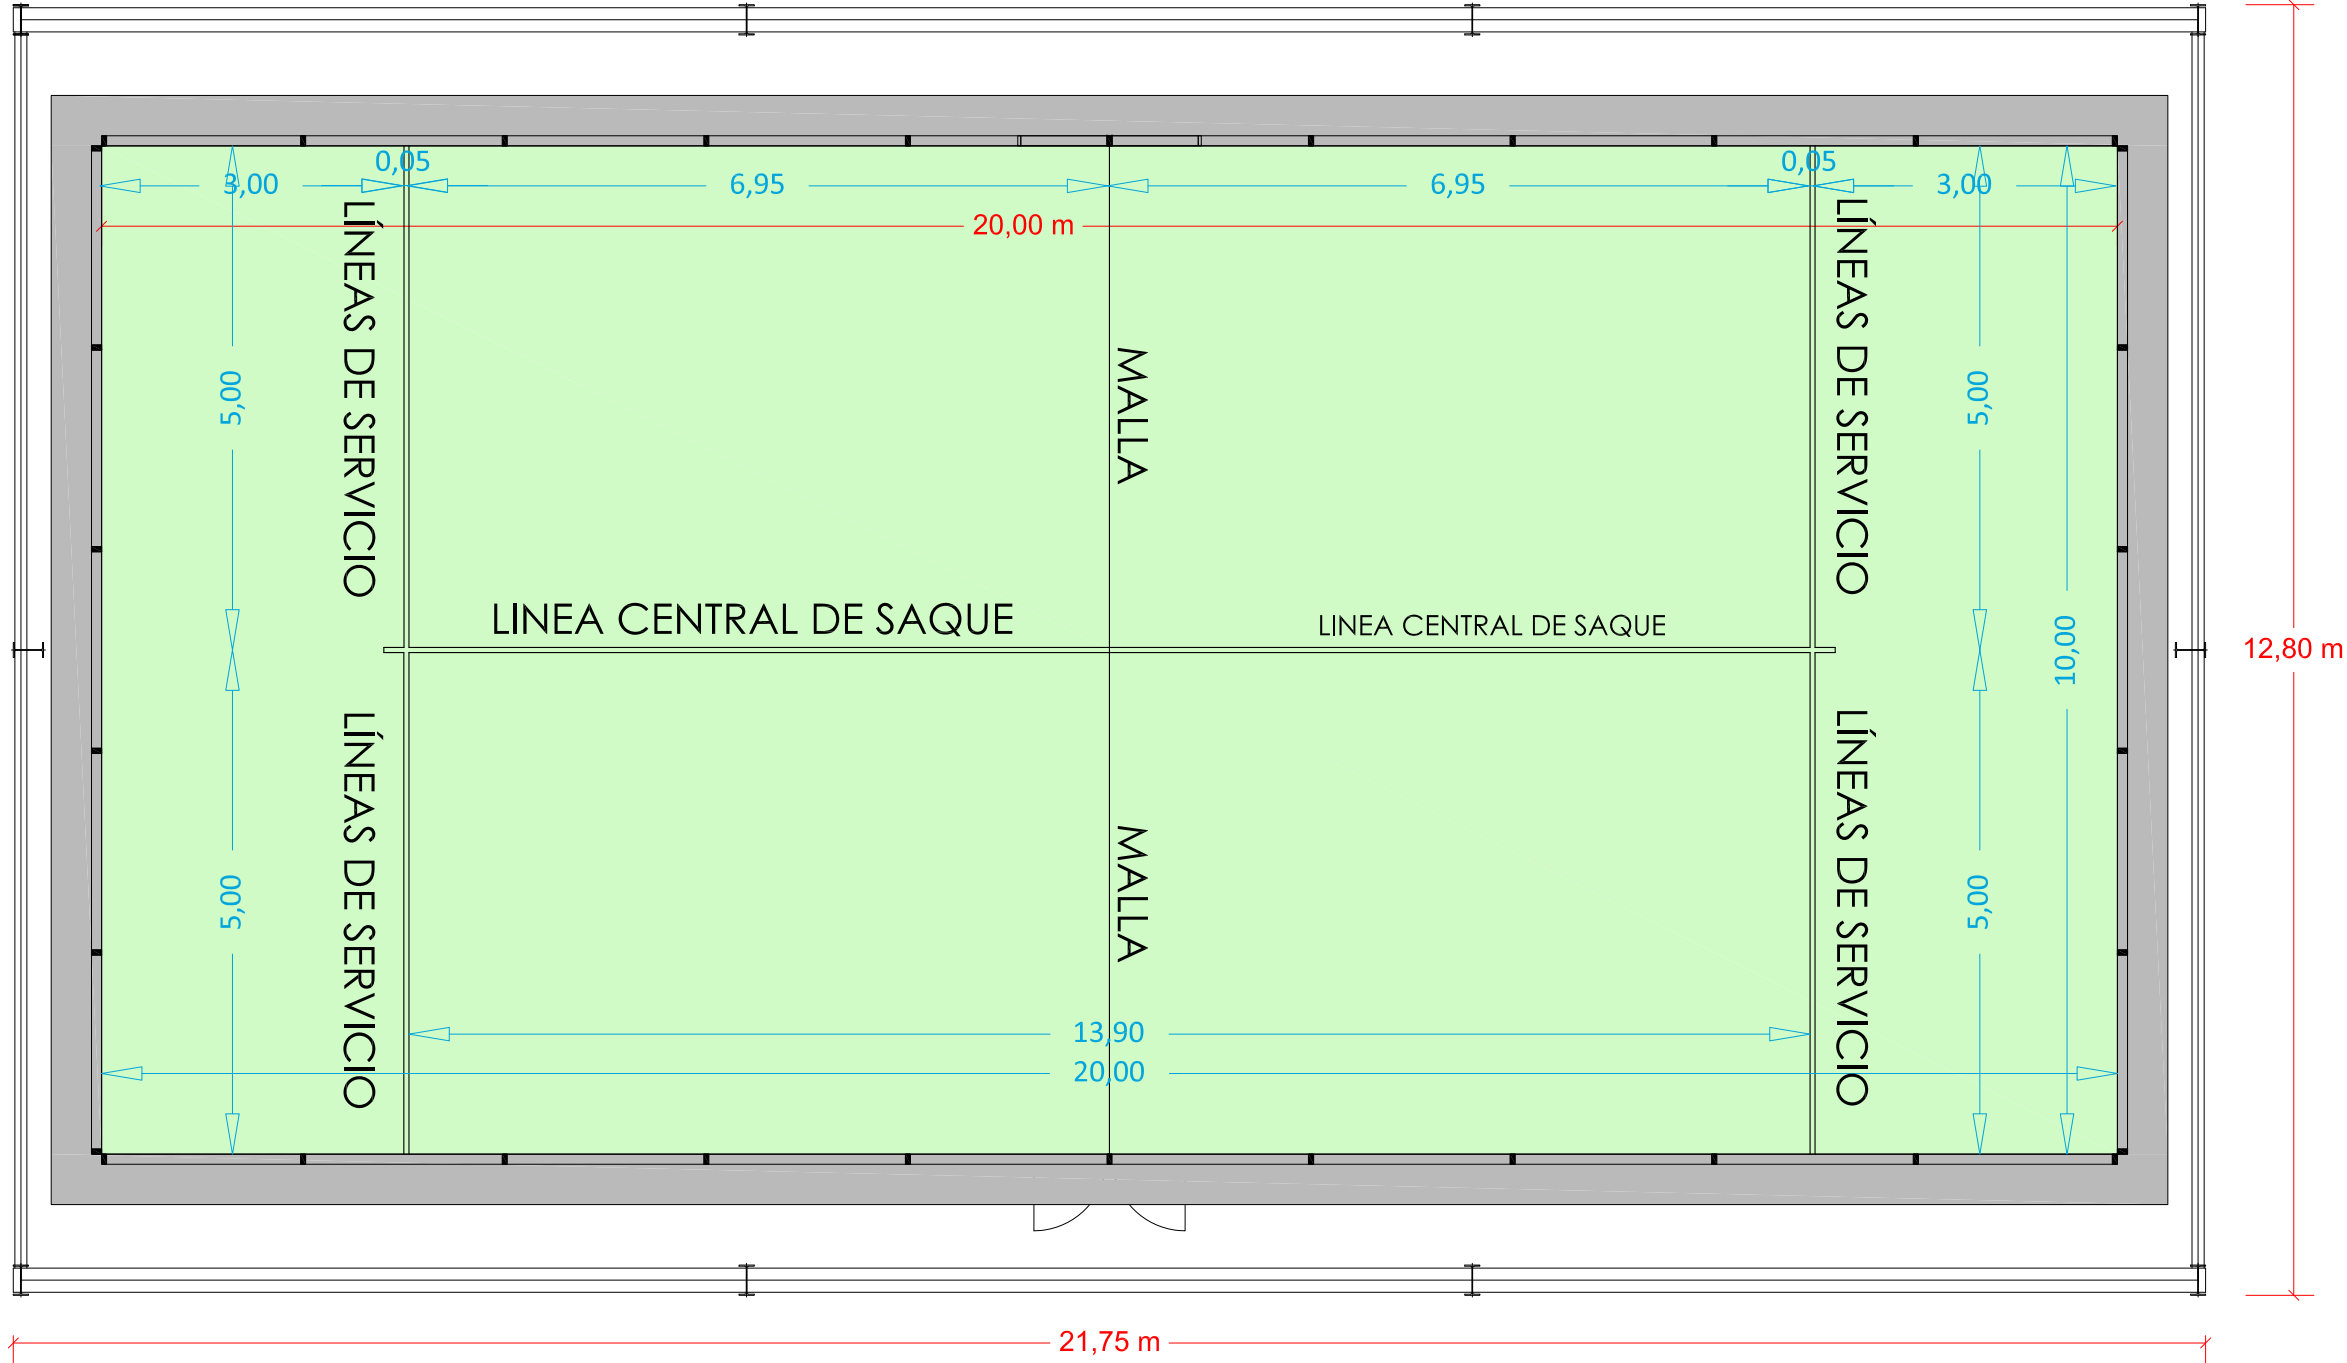 0,05
0,05
3,00
6,95
6,95
3,00
20,00 m
LÍNEAS DE SERVICIO
LÍNEAS DE SERVICIO
MALLA
5,00
5,00
LINEA CENTRAL DE SAQUE
LINEA CENTRAL DE SAQUE
10,00
12,80 m
LÍNEAS DE SERVICIO
LÍNEAS DE SERVICIO
MALLA
5,00
5,00
13,90
20,00
21,75 m